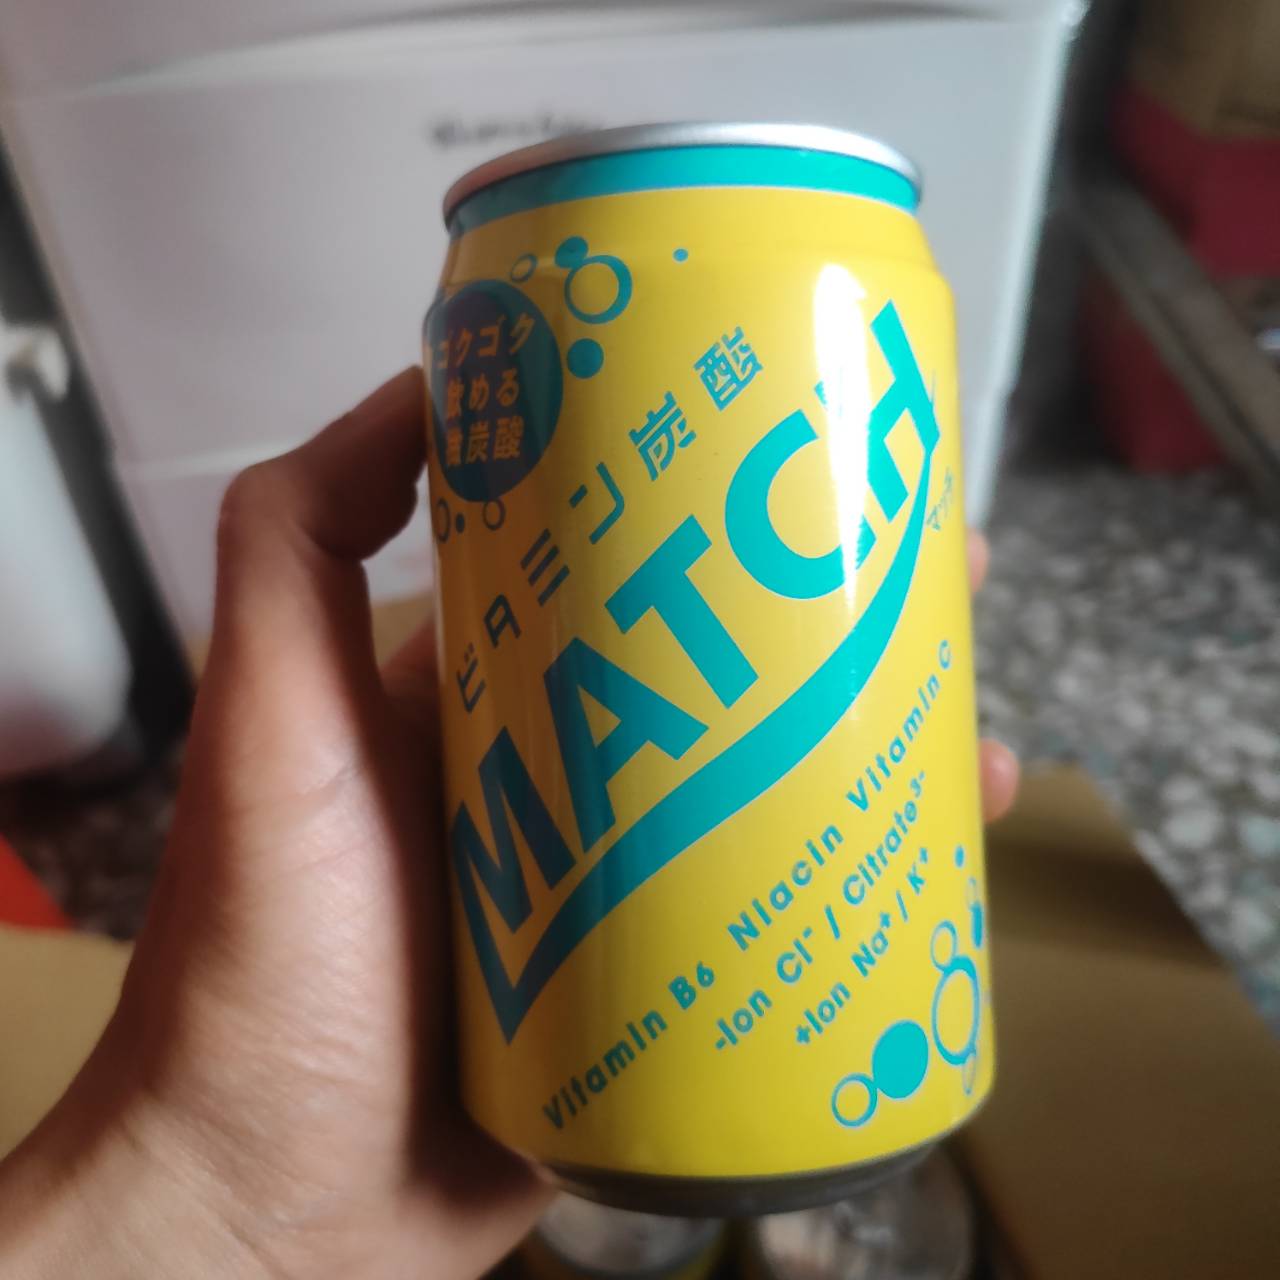 ゴクゴク
飲める
微炭酸
ビタミン炭酸
MATCH
マッチ
Vitamin B6 Niacin Vitamin C
-Ion Cl⁻ / Citrate³⁻
+Ion Na⁺ / K⁺